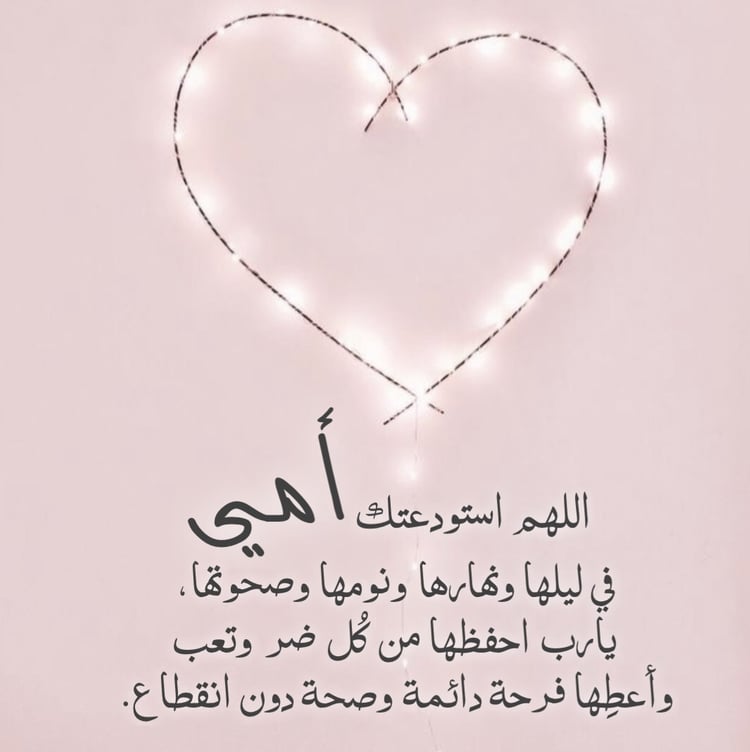 اللهم استودعتك أمي
في ليلها ونهارها ونومها وصحوتها،
يارب احفظها من كُل ضر وتعب
وأعطِها فرحة دائمة وصحة دون انقطاع.